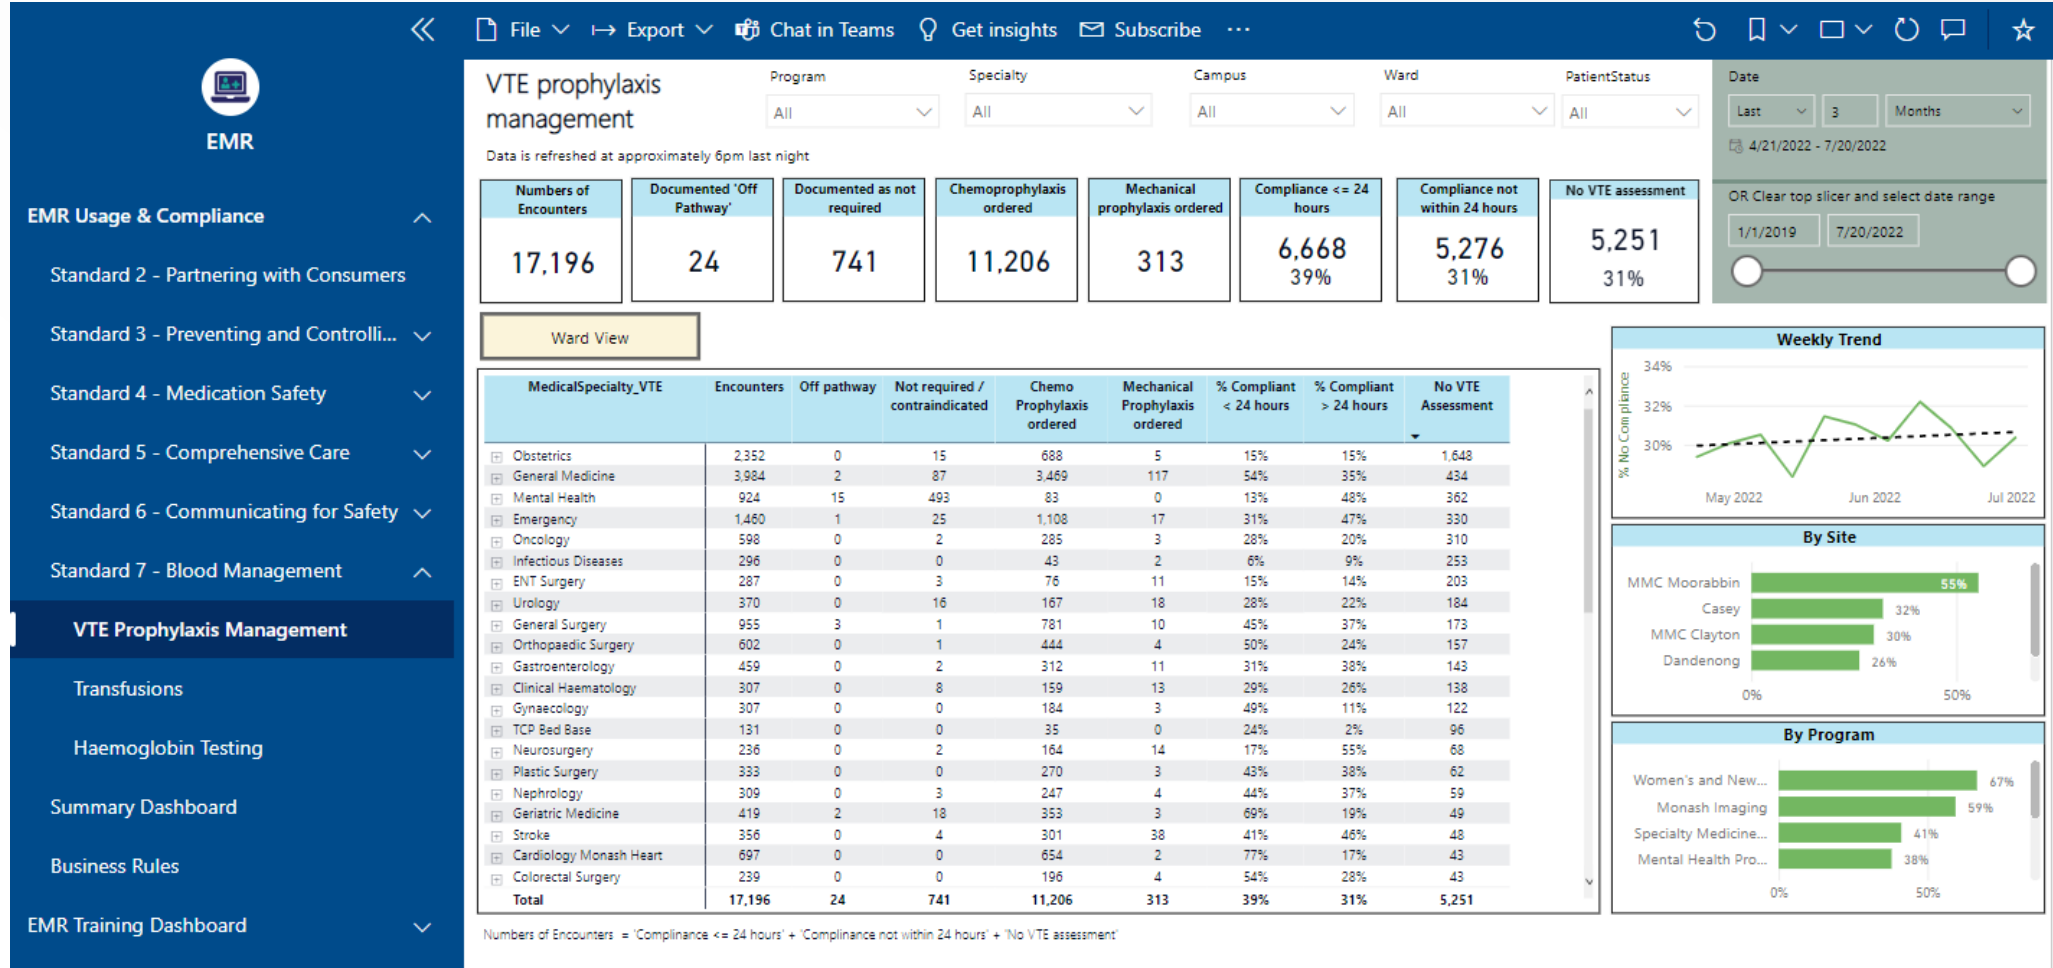 File
Export
Chat in Teams
Get insights
Subscribe
EMR
EMR Usage & Compliance
Standard 2 - Partnering with Consumers
Standard 3 - Preventing and Controlli...
Standard 4 - Medication Safety
Standard 5 - Comprehensive Care
Standard 6 - Communicating for Safety
Standard 7 - Blood Management
VTE Prophylaxis Management
Transfusions
Haemoglobin Testing
Summary Dashboard
Business Rules
EMR Training Dashboard
VTE prophylaxis
management
Data is refreshed at approximately 6pm last night
Program
All
Specialty
All
Campus
All
Ward
All
PatientStatus
All
Date
Last 3 Months
4/21/2022 - 7/20/2022
OR Clear top slicer and select date range
1/1/2019 7/20/2022
Numbers of
Encounters
17,196
Documented 'Off
Pathway'
24
Documented as not
required
741
Chemoprophylaxis
ordered
11,206
Mechanical
prophylaxis ordered
313
Compliance <= 24
hours
6,668
39%
Compliance not
within 24 hours
5,276
31%
No VTE assessment
5,251
31%
Ward View
MedicalSpecialty_VTE Encounters Off pathway Not required / contraindicated Chemo Prophylaxis ordered Mechanical Prophylaxis ordered % Compliant < 24 hours % Compliant > 24 hours No VTE Assessment
Obstetrics 2,352 0 15 688 5 15% 15% 1,648
General Medicine 3,984 2 87 3,469 117 54% 35% 434
Mental Health 924 15 493 83 0 13% 48% 362
Emergency 1,460 1 25 1,108 17 31% 47% 330
Oncology 598 0 2 285 3 28% 20% 310
Infectious Diseases 296 0 0 43 2 6% 9% 253
ENT Surgery 287 0 3 76 11 15% 14% 203
Urology 370 0 16 167 18 28% 22% 184
General Surgery 955 3 1 781 10 45% 37% 173
Orthopaedic Surgery 602 0 1 444 4 50% 24% 157
Gastroenterology 459 0 2 312 11 31% 38% 143
Clinical Haematology 307 0 8 159 13 29% 26% 138
Gynaecology 307 0 0 184 3 49% 11% 122
TCP Bed Base 131 0 0 35 0 24% 2% 96
Neurosurgery 236 0 2 164 14 17% 55% 68
Plastic Surgery 333 0 0 270 3 43% 38% 62
Nephrology 309 0 3 247 4 44% 37% 59
Geriatric Medicine 419 2 18 353 3 69% 19% 49
Stroke 356 0 4 301 38 41% 46% 48
Cardiology Monash Heart 697 0 0 654 2 77% 17% 43
Colorectal Surgery 239 0 0 196 4 54% 28% 43
Total 17,196 24 741 11,206 313 39% 31% 5,251
Numbers of Encounters = 'Complinance <= 24 hours' + 'Complinance not within 24 hours' + 'No VTE assessment'
Weekly Trend
% No Compliance
34%
32%
30%
May 2022 Jun 2022 Jul 2022
By Site
MMC Moorabbin 55%
Casey 32%
MMC Clayton 30%
Dandenong 26%
0% 50%
By Program
Women's and New... 67%
Monash Imaging 59%
Specialty Medicine... 41%
Mental Health Pro... 38%
0% 50%